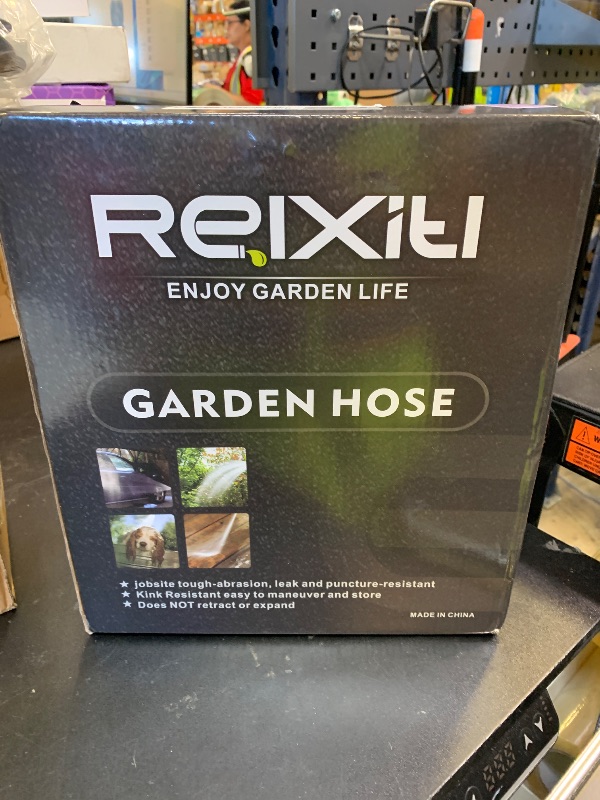 ReIXitl
ENJOY GARDEN LIFE
GARDEN HOSE
★ jobsite tough-abrasion, leak and puncture-resistant
★ Kink Resistant easy to maneuver and store
★ Does NOT retract or expand
MADE IN CHINA